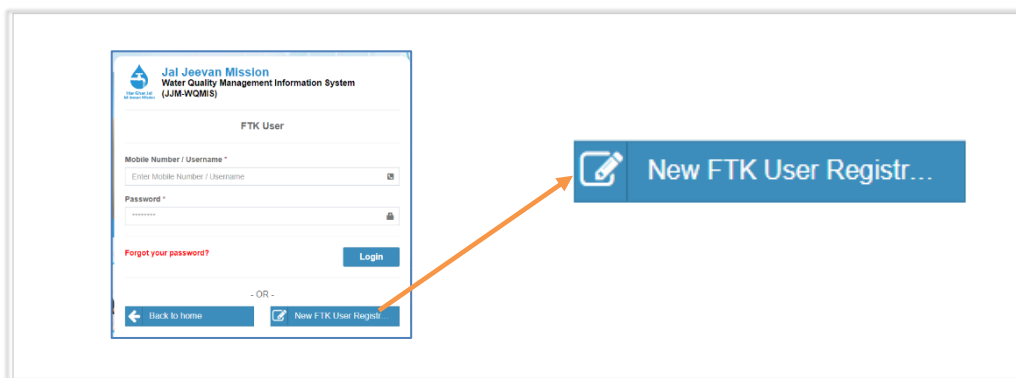 Jal Jeevan Mission
Water Quality Management Information System
(JJM-WQMIS)
FTK User
Mobile Number / Username *
Enter Mobile Number / Username
Password *
********
Forgot your password?
Login
- OR -
Back to home
New FTK User Registr...
New FTK User Registr...